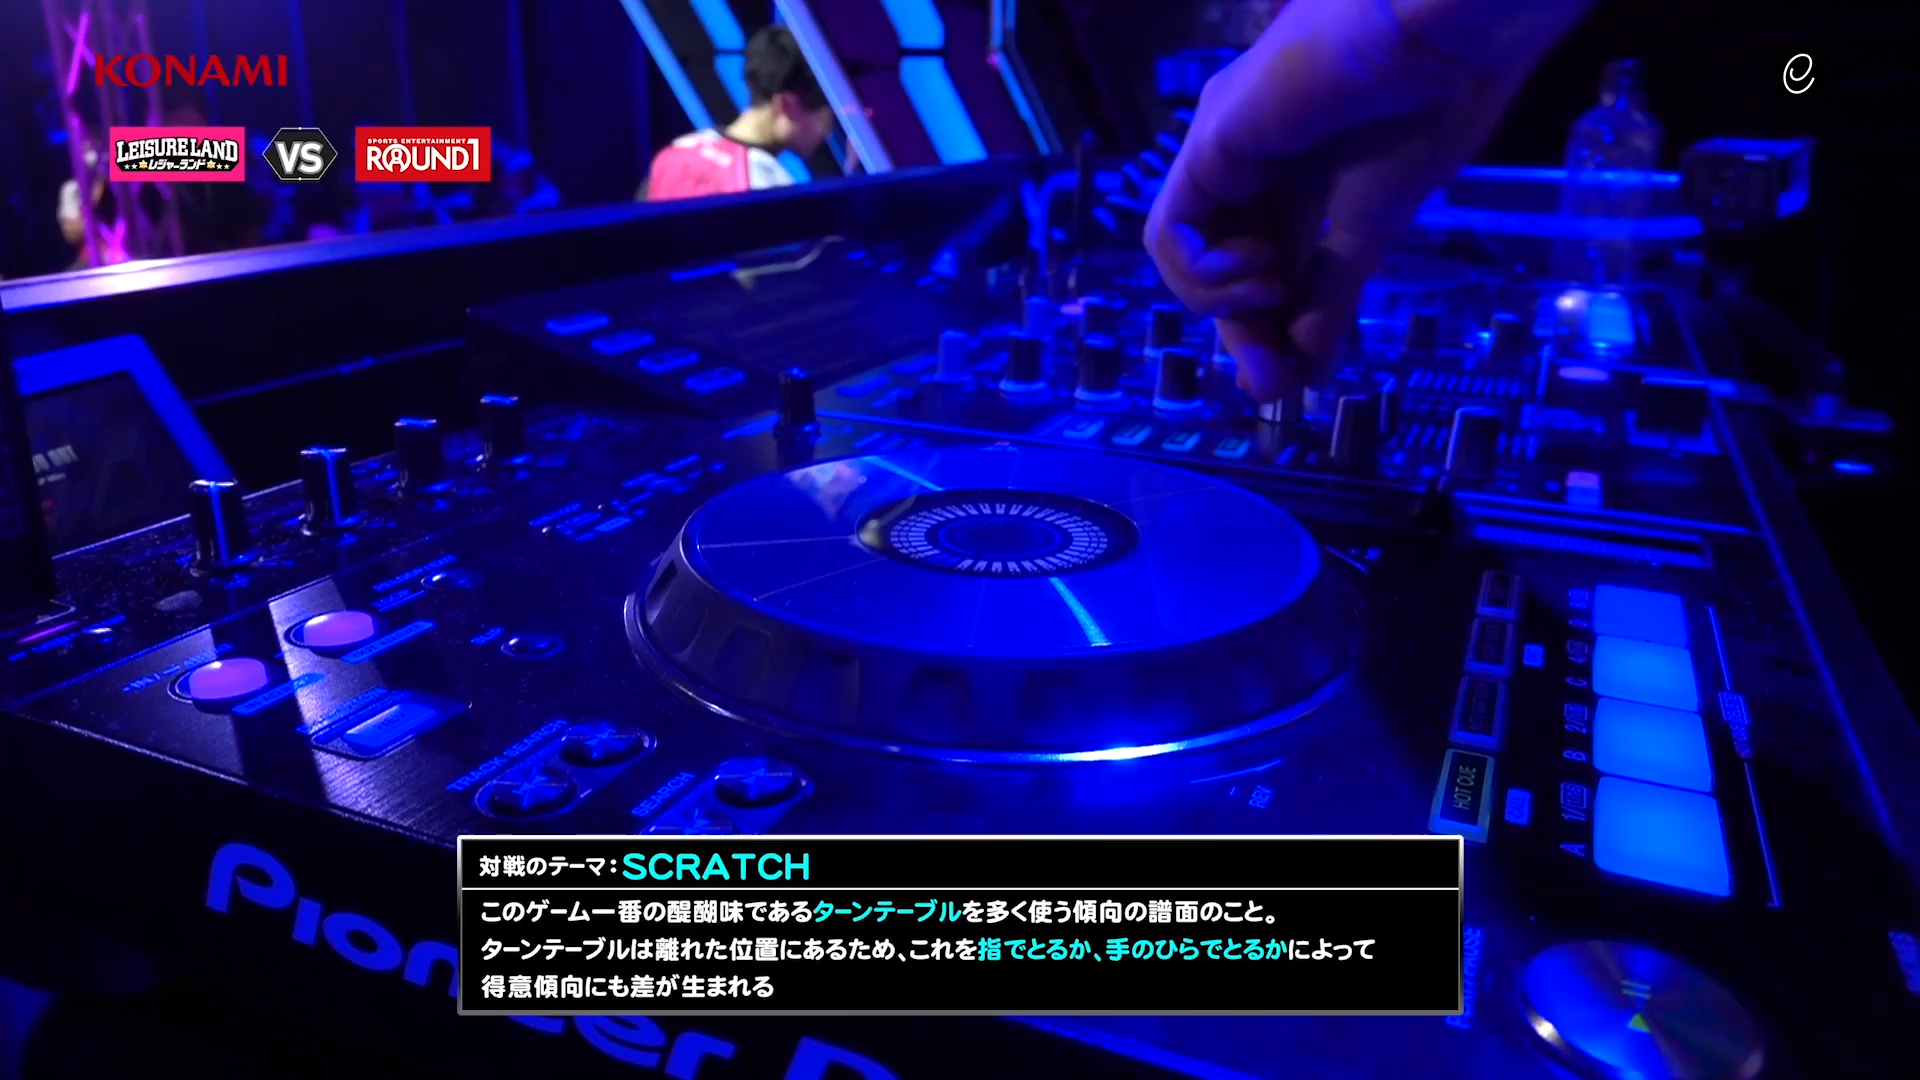 KONAMI
LEISURE LAND
レジャーランド
VS
SPORTS ENTERTAINMENT
ROUND1
TRACK SEARCH
SEARCH
REV
HOT CUE
Pioneer D
対戦のテーマ：SCRATCH
このゲーム一番の醍醐味であるターンテーブルを多く使う傾向の譜面のこと。
ターンテーブルは離れた位置にあるため、これを指でとるか、手のひらでとるかによって
得意傾向にも差が生まれる